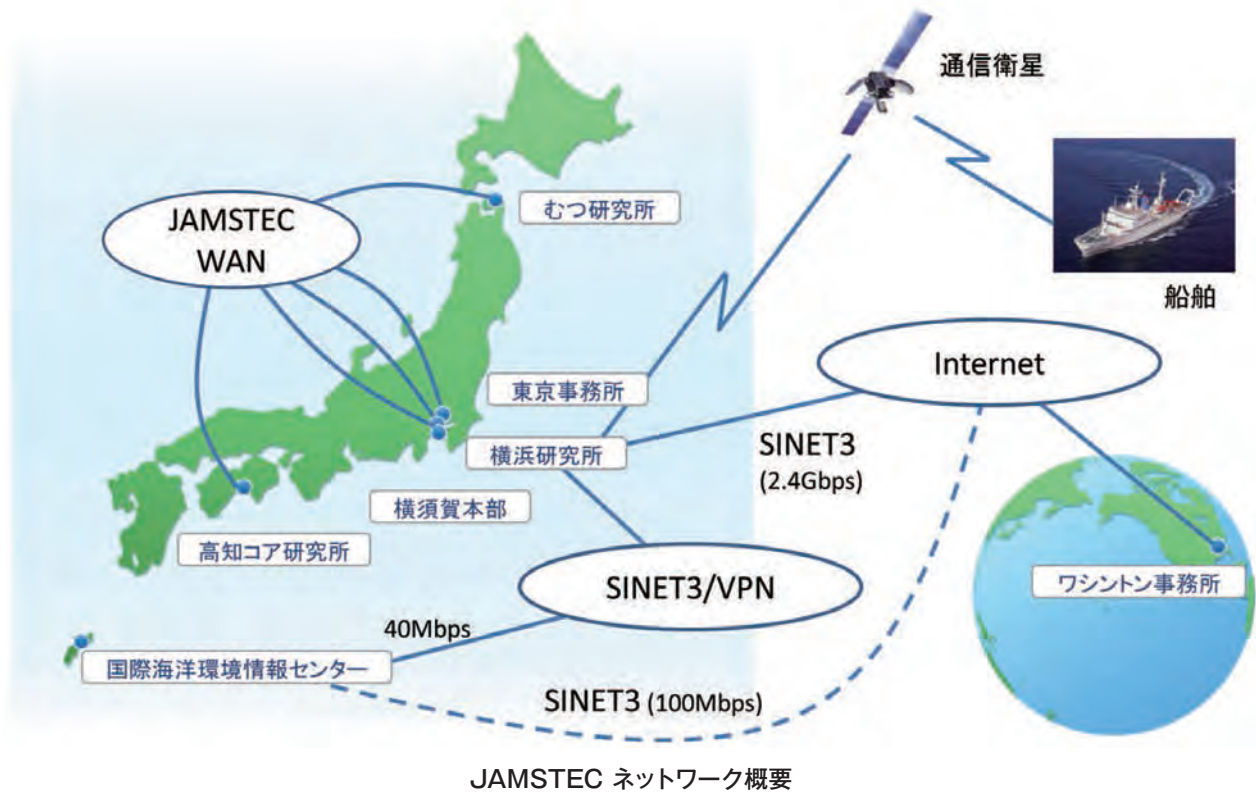 通信衛星
船舶
JAMSTEC
WAN
むつ研究所
Internet
東京事務所
横浜研究所
SINET3
(2.4Gbps)
横須賀本部
高知コア研究所
SINET3/VPN
ワシントン事務所
40Mbps
国際海洋環境情報センター
SINET3 (100Mbps)
JAMSTEC ネットワーク概要